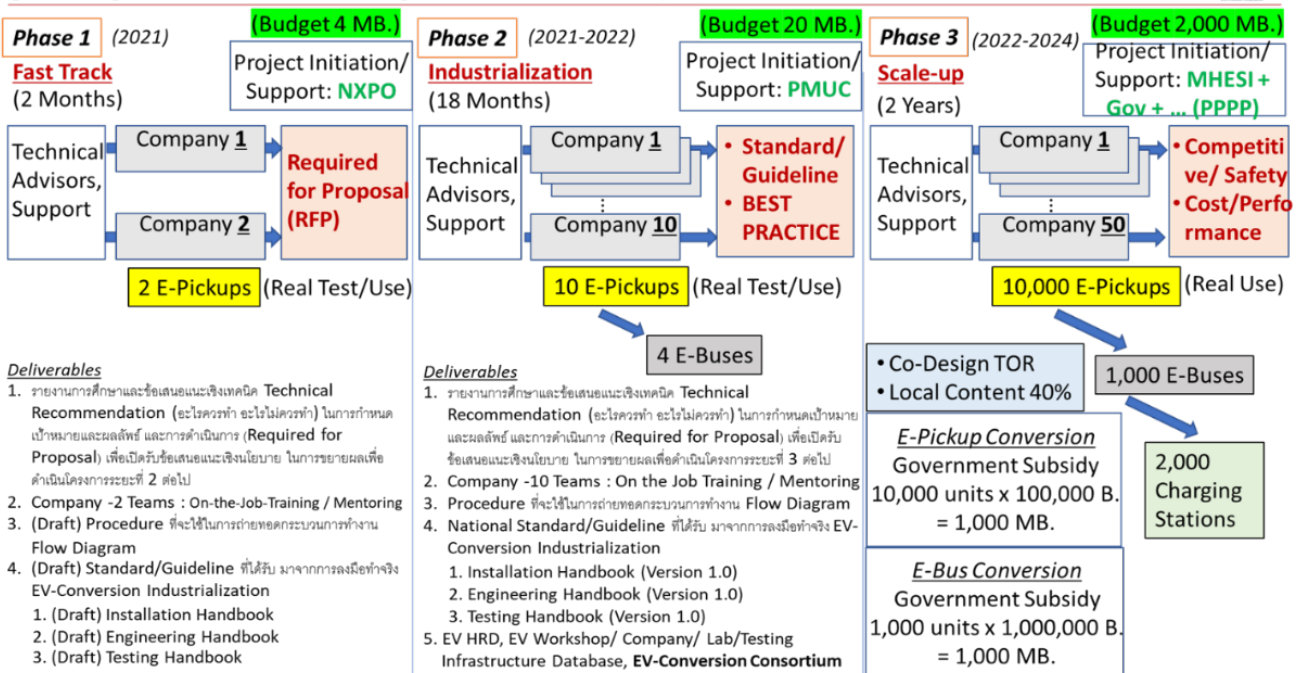 Phase 1 (2021)
(Budget 4 MB.)
Fast Track
(2 Months)
Project Initiation/
Support: NXPO
Technical
Advisors,
Support
Company 1
Company 2
Required
for Proposal
(RFP)
2 E-Pickups (Real Test/Use)
Deliverables
1. รายงานการศึกษาและข้อเสนอแนะเชิงเทคนิค Technical
Recommendation (อะไรควรทำ อะไรไม่ควรทำ) ในการกำหนด
เป้าหมายและผลลัพธ์ และการดำเนินการ (Required for
Proposal) เพื่อเปิดรับข้อเสนอแนะเชิงนโยบาย ในการขยายผลเพื่อ
ดำเนินโครงการระยะที่ 2 ต่อไป
2. Company -2 Teams : On-the-Job-Training / Mentoring
3. (Draft) Procedure ที่จะใช้ในการถ่ายทอดกระบวนการทำงาน
Flow Diagram
4. (Draft) Standard/Guideline ที่ได้รับ มาจากการลงมือทำจริง
EV-Conversion Industrialization
1. (Draft) Installation Handbook
2. (Draft) Engineering Handbook
3. (Draft) Testing Handbook
Phase 2 (2021-2022)
(Budget 20 MB.)
Industrialization
(18 Months)
Project Initiation/
Support: PMUC
Technical
Advisors,
Support
Company 1
Company 10
• Standard/
Guideline
• BEST
PRACTICE
10 E-Pickups (Real Test/Use)
4 E-Buses
Deliverables
1. รายงานการศึกษาและข้อเสนอแนะเชิงเทคนิค Technical
Recommendation (อะไรควรทำ อะไรไม่ควรทำ) ในการกำหนดเป้าหมาย
และผลลัพธ์ และการดำเนินการ (Required for Proposal) เพื่อเปิดรับ
ข้อเสนอแนะเชิงนโยบาย ในการขยายผลเพื่อดำเนินโครงการระยะที่ 3 ต่อไป
2. Company -10 Teams : On the Job Training / Mentoring
3. Procedure ที่จะใช้ในการถ่ายทอดกระบวนการทำงาน Flow Diagram
4. National Standard/Guideline ที่ได้รับ มาจากการลงมือทำจริง EV-
Conversion Industrialization
1. Installation Handbook (Version 1.0)
2. Engineering Handbook (Version 1.0)
3. Testing Handbook (Version 1.0)
5. EV HRD, EV Workshop/ Company/ Lab/Testing
Infrastructure Database, EV-Conversion Consortium
Phase 3 (2022-2024)
(Budget 2,000 MB.)
Scale-up
(2 Years)
Project Initiation/
Support: MHESI +
Gov + ... (PPPP)
Technical
Advisors,
Support
Company 1
Company 50
• Competiti
ve/ Safety
• Cost/Perfo
rmance
10,000 E-Pickups (Real Use)
• Co-Design TOR
• Local Content 40%
1,000 E-Buses
E-Pickup Conversion
Government Subsidy
10,000 units x 100,000 B.
= 1,000 MB.
2,000
Charging
Stations
E-Bus Conversion
Government Subsidy
1,000 units x 1,000,000 B.
= 1,000 MB.